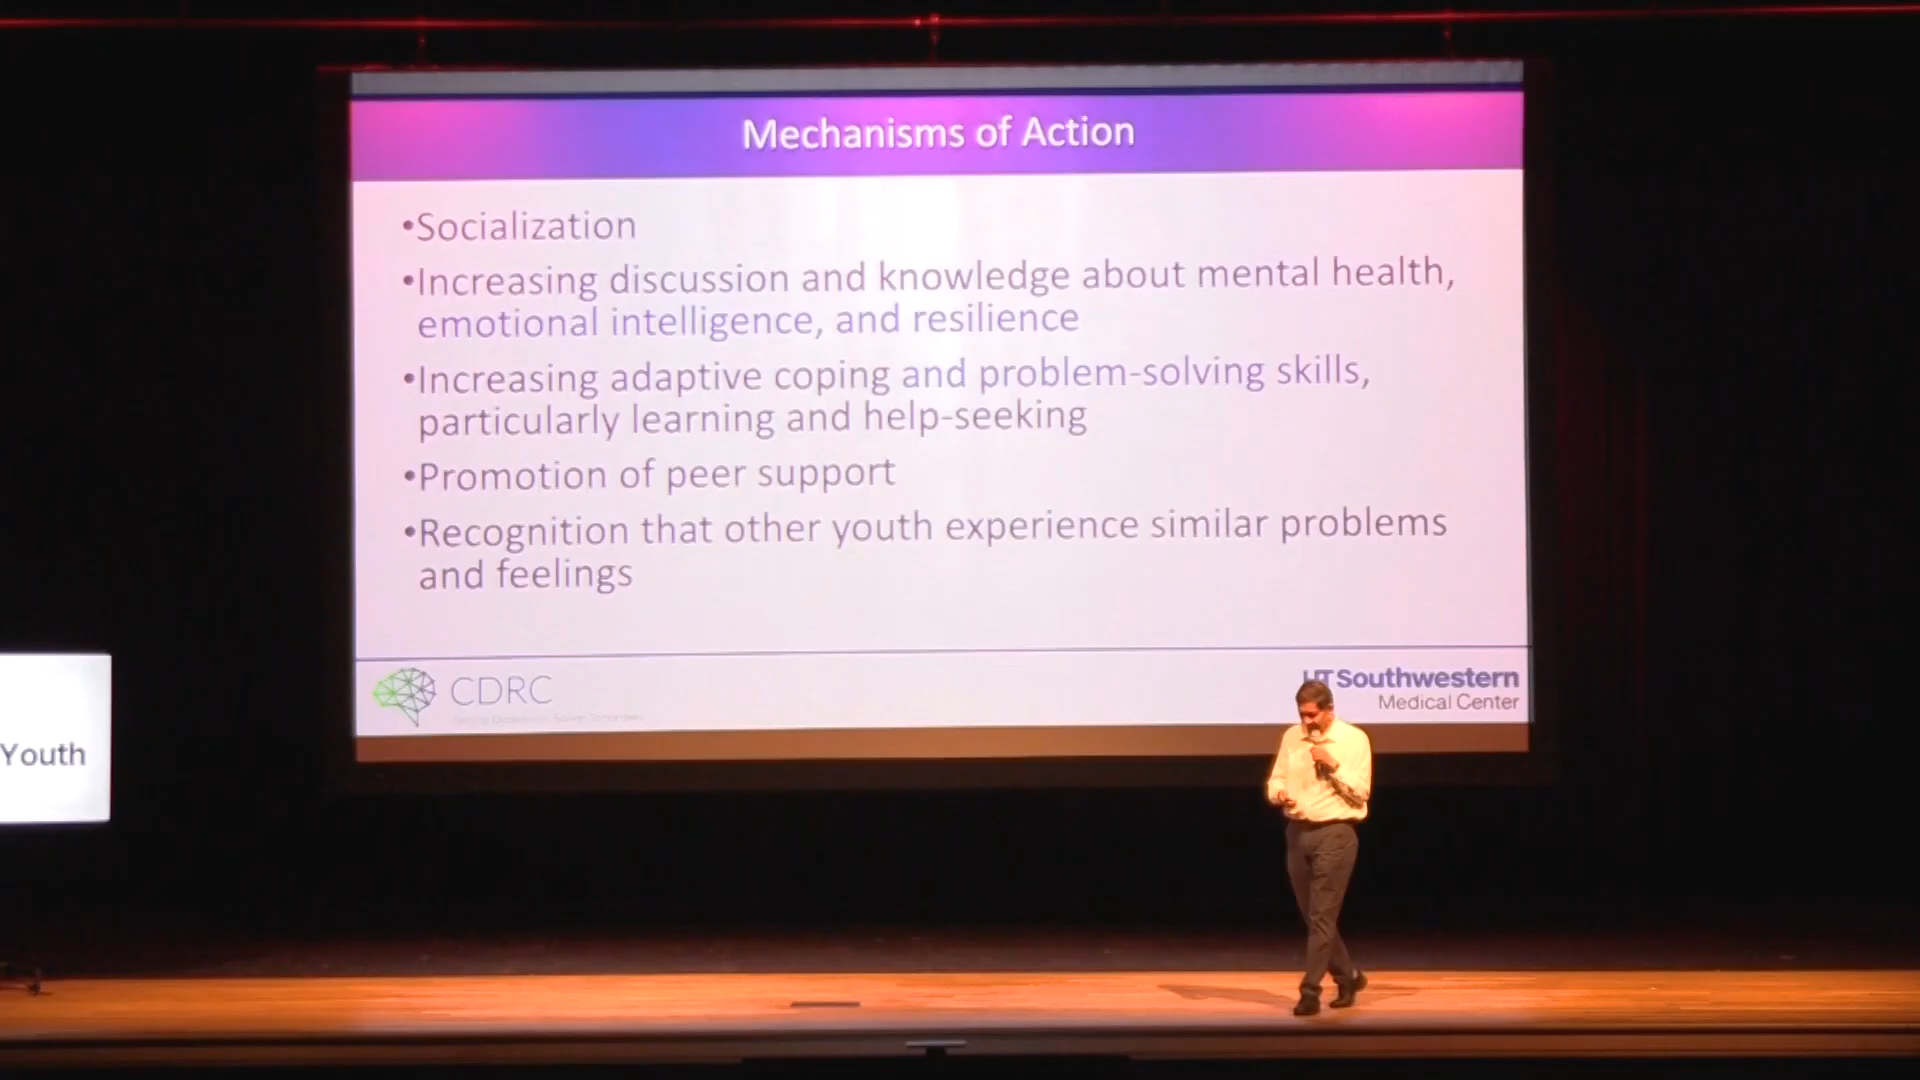 Mechanisms of Action
•Socialization
•Increasing discussion and knowledge about mental health,
emotional intelligence, and resilience
•Increasing adaptive coping and problem-solving skills,
particularly learning and help-seeking
•Promotion of peer support
•Recognition that other youth experience similar problems
and feelings
CDRC
UT Southwestern
Medical Center
Youth